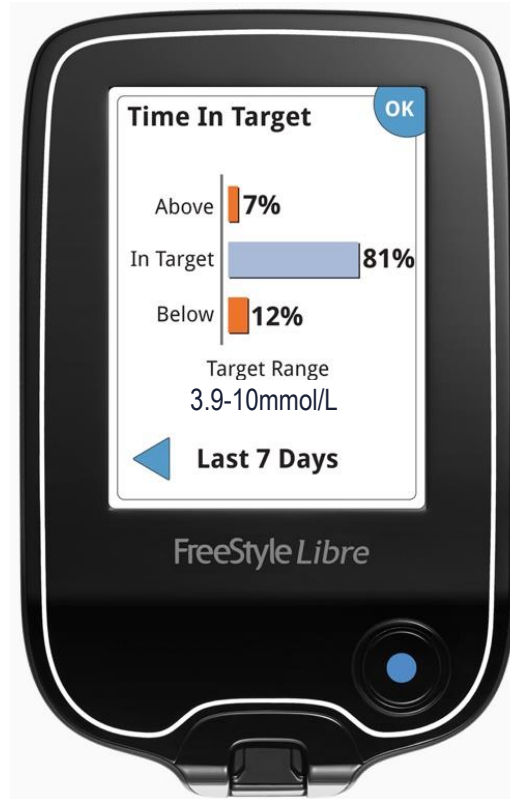 Time In Target
OK
Above 7%
In Target 81%
Below 12%
Target Range
3.9-10mmol/L
Last 7 Days
FreeStyle Libre